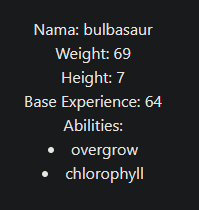 Nama: bulbasaur
Weight: 69
Height: 7
Base Experience: 64
Abilities:
• overgrow
• chlorophyll